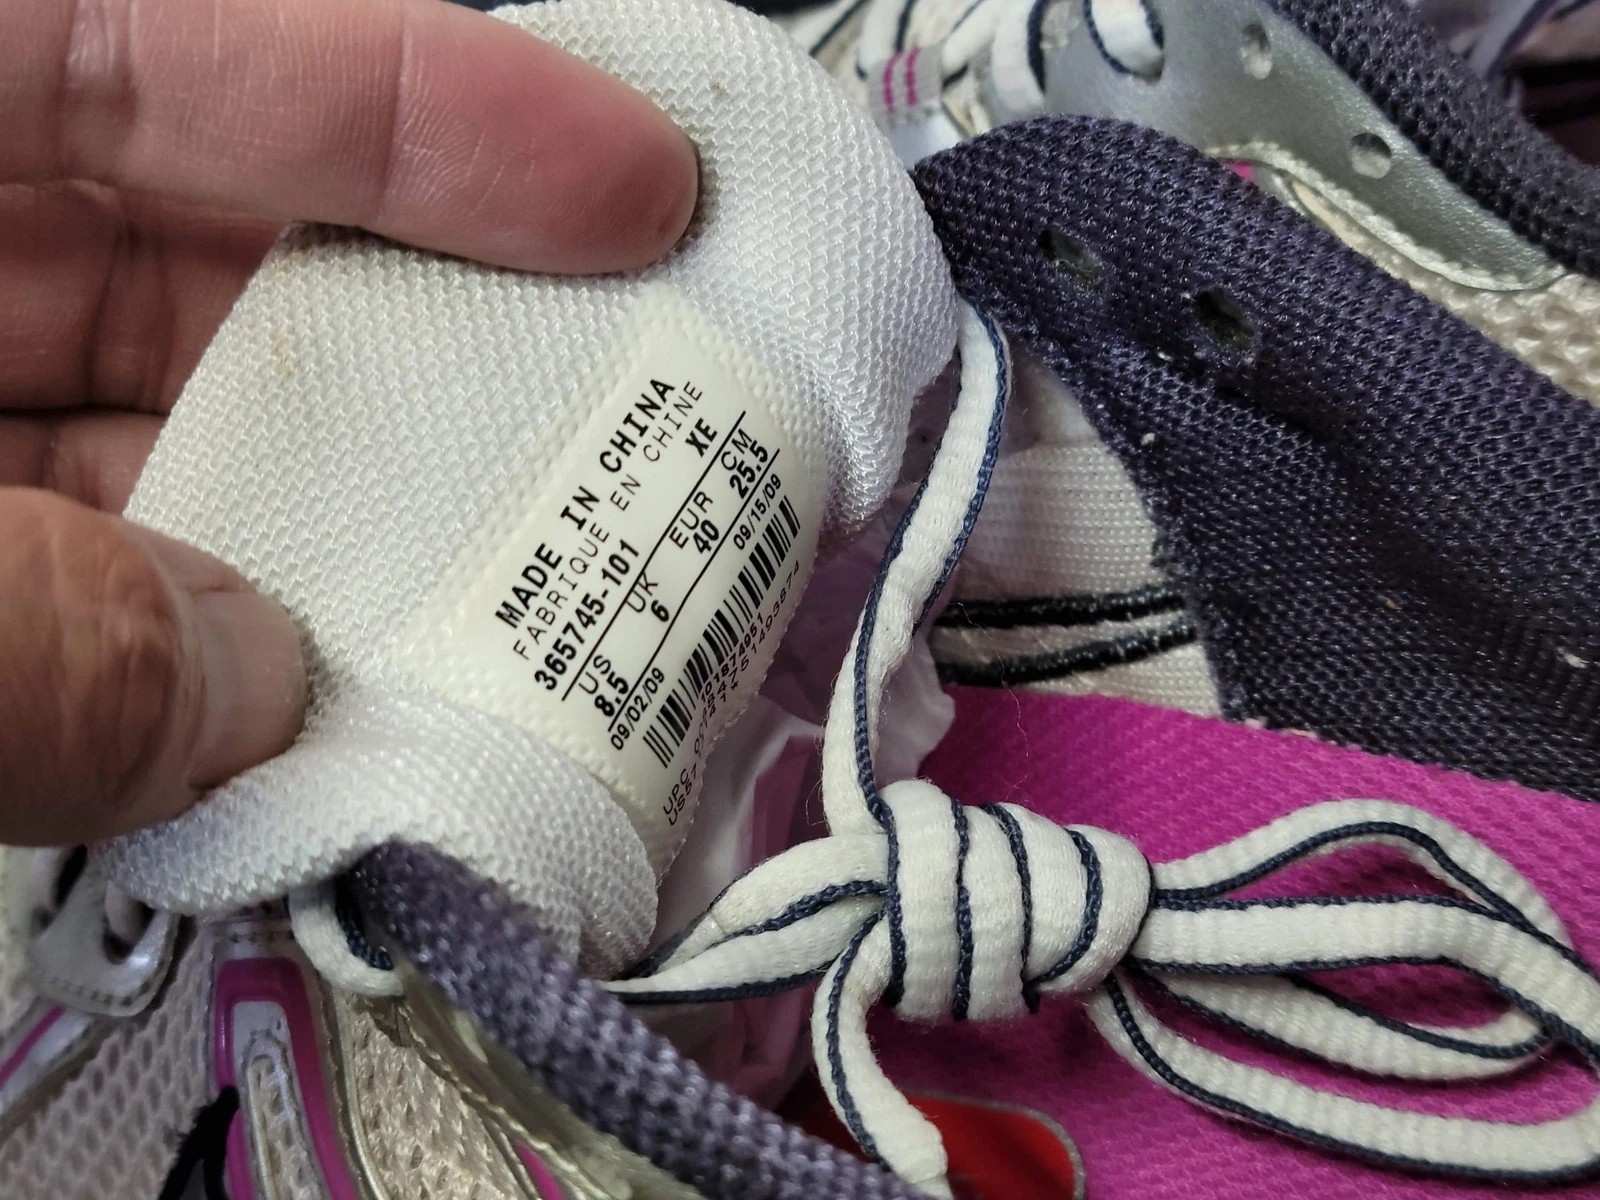 MADE IN CHINA
FABRIQUE EN CHINE
365745-101 XE
US UK EUR CM
8.5 6 40 25.5
09/02/09 09/15/09
UPC